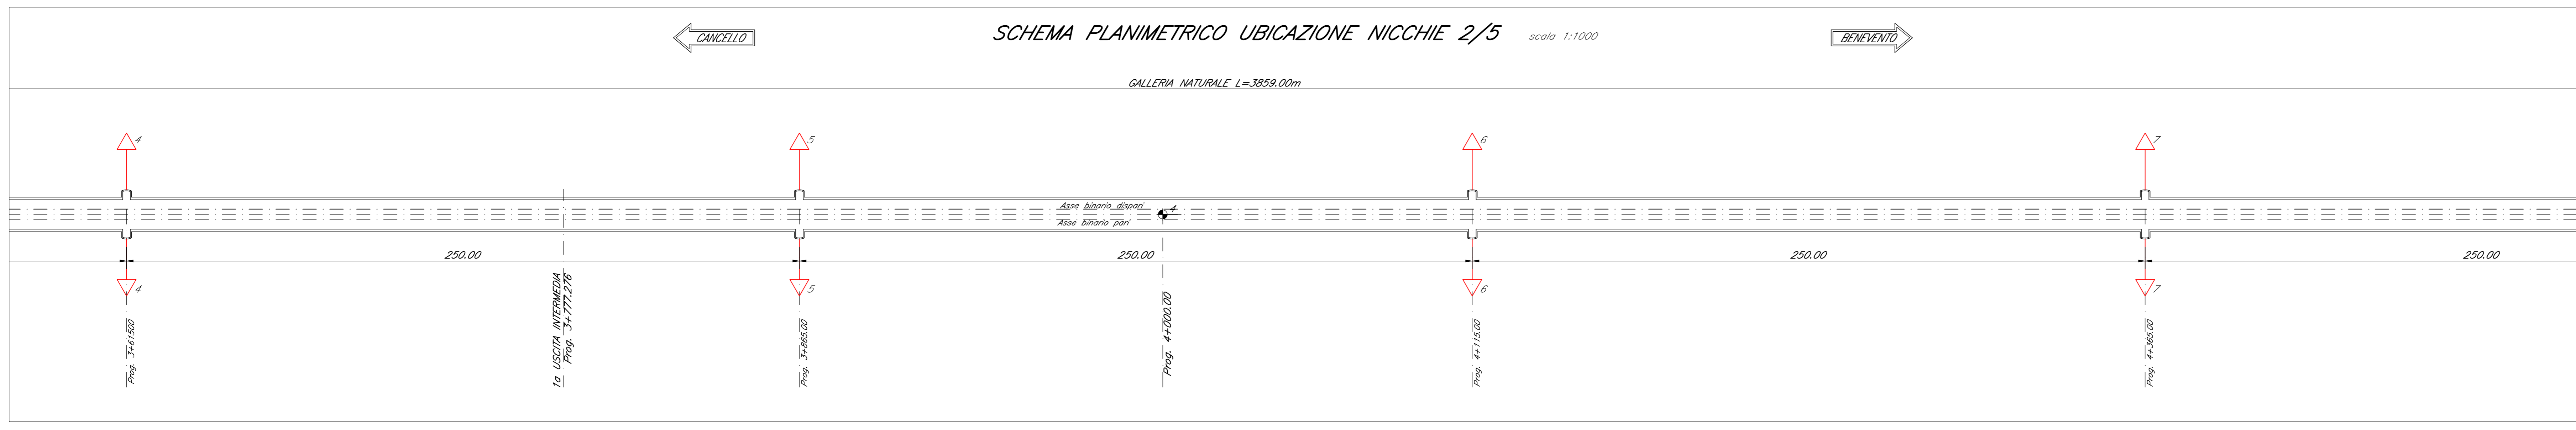 CANCELLO
SCHEMA PLANIMETRICO UBICAZIONE NICCHIE 2/5
scala 1:1000
BENEVENTO
GALLERIA NATURALE L=3859.00m
4
5
6
7
Asse binario dispari
4
Asse binario pari
250.00
250.00
250.00
250.00
4
5
6
7
Prog. 3+61500
1a USCITA INTERMEDIA
Prog. 3+777.276
Prog. 3+865.00
Prog. 4+000.00
Prog. 4+115.00
Prog. 4+365.00